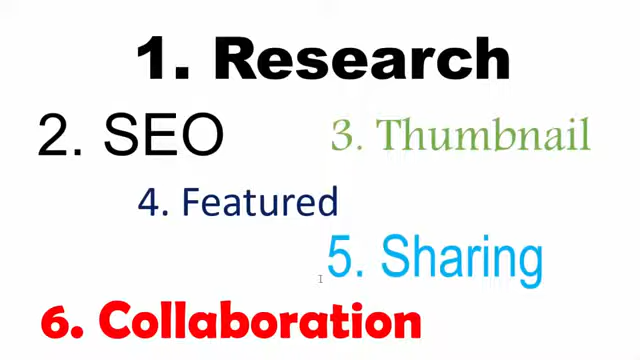 1. Research
2. SEO
3. Thumbnail
4. Featured
5. Sharing
6. Collaboration